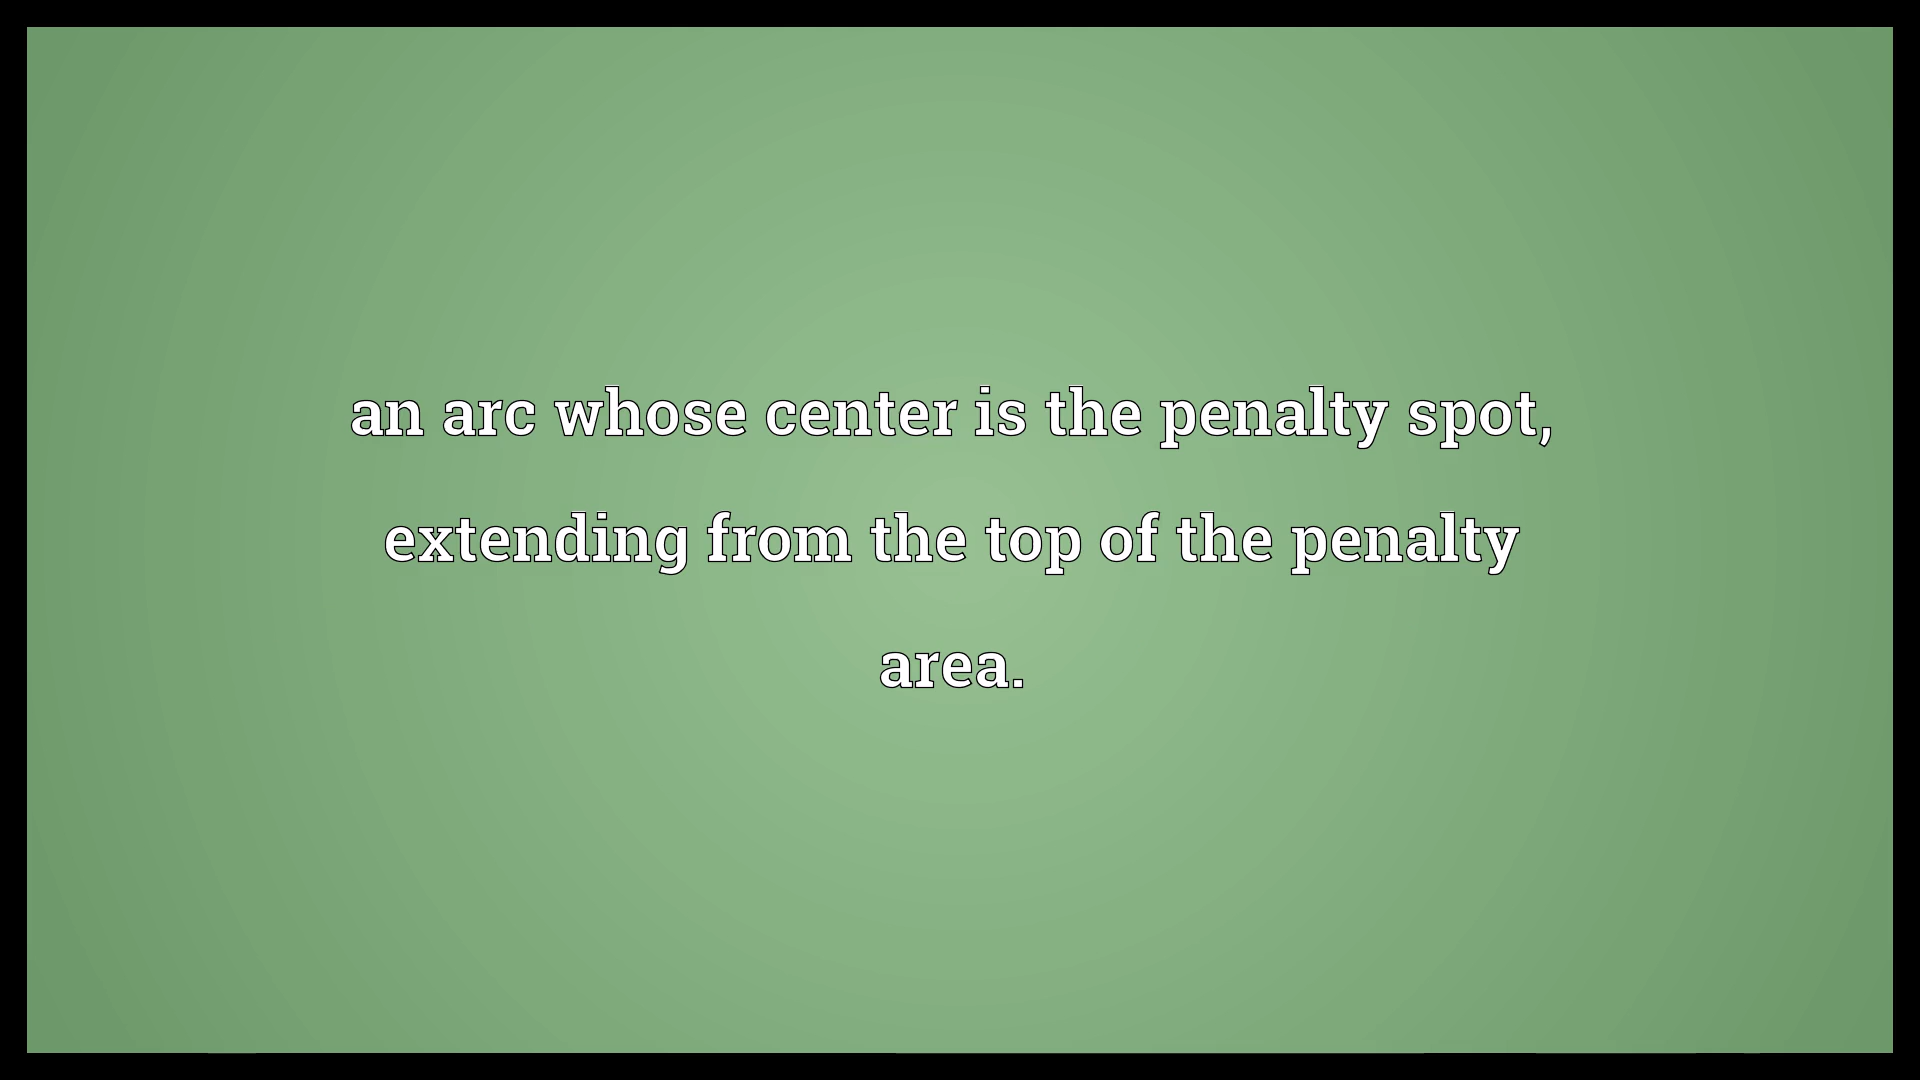 an arc whose center is the penalty spot,
extending from the top of the penalty
area.